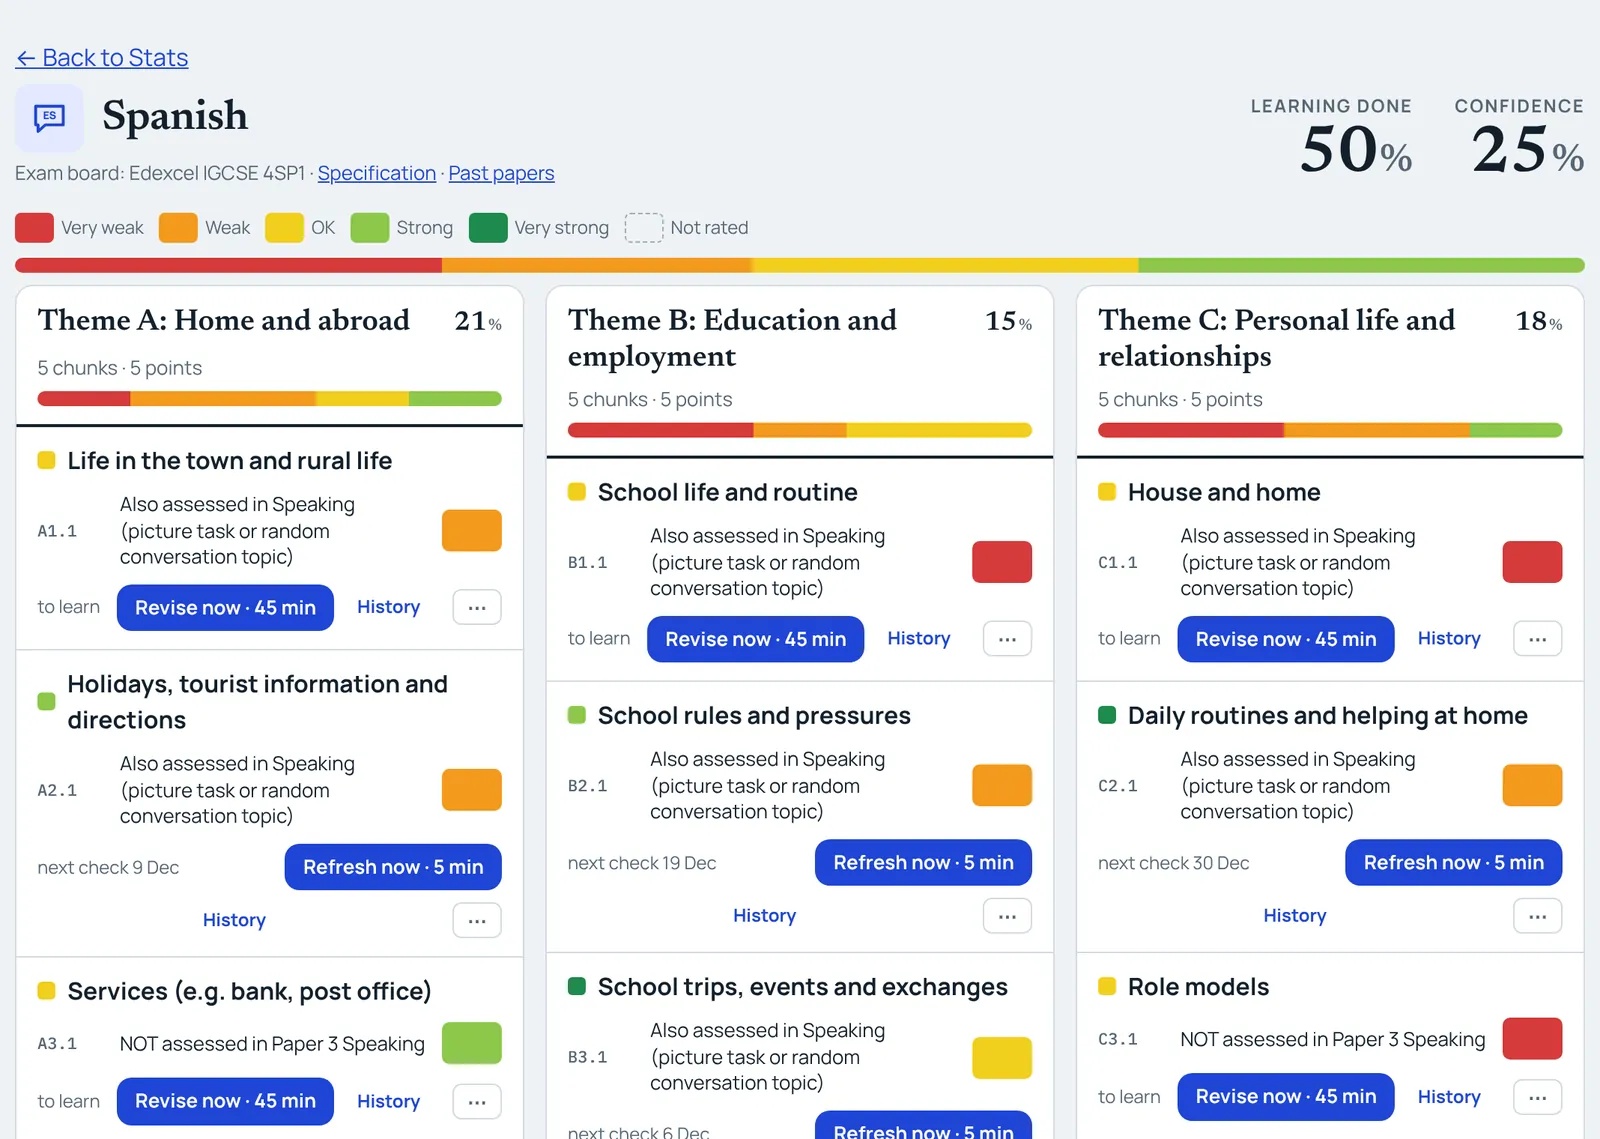 ← Back to Stats
ES
Spanish
Exam board: Edexcel IGCSE 4SP1 · Specification · Past papers
LEARNING DONE
50%
CONFIDENCE
25%
Very weak
Weak
OK
Strong
Very strong
Not rated
Theme A: Home and abroad
21%
5 chunks · 5 points
Life in the town and rural life
A1.1
Also assessed in Speaking
(picture task or random
conversation topic)
to learn
Revise now · 45 min
History
...
Holidays, tourist information and
directions
A2.1
Also assessed in Speaking
(picture task or random
conversation topic)
next check 9 Dec
Refresh now · 5 min
History
...
Services (e.g. bank, post office)
A3.1
NOT assessed in Paper 3 Speaking
to learn
Revise now · 45 min
History
...
Theme B: Education and
employment
15%
5 chunks · 5 points
School life and routine
B1.1
Also assessed in Speaking
(picture task or random
conversation topic)
to learn
Revise now · 45 min
History
...
School rules and pressures
B2.1
Also assessed in Speaking
(picture task or random
conversation topic)
next check 19 Dec
Refresh now · 5 min
History
...
School trips, events and exchanges
B3.1
Also assessed in Speaking
(picture task or random
conversation topic)
next check 6 Dec
Refresh now · 5 min
Theme C: Personal life and
relationships
18%
5 chunks · 5 points
House and home
C1.1
Also assessed in Speaking
(picture task or random
conversation topic)
to learn
Revise now · 45 min
History
...
Daily routines and helping at home
C2.1
Also assessed in Speaking
(picture task or random
conversation topic)
next check 30 Dec
Refresh now · 5 min
History
...
Role models
C3.1
NOT assessed in Paper 3 Speaking
to learn
Revise now · 45 min
History
...